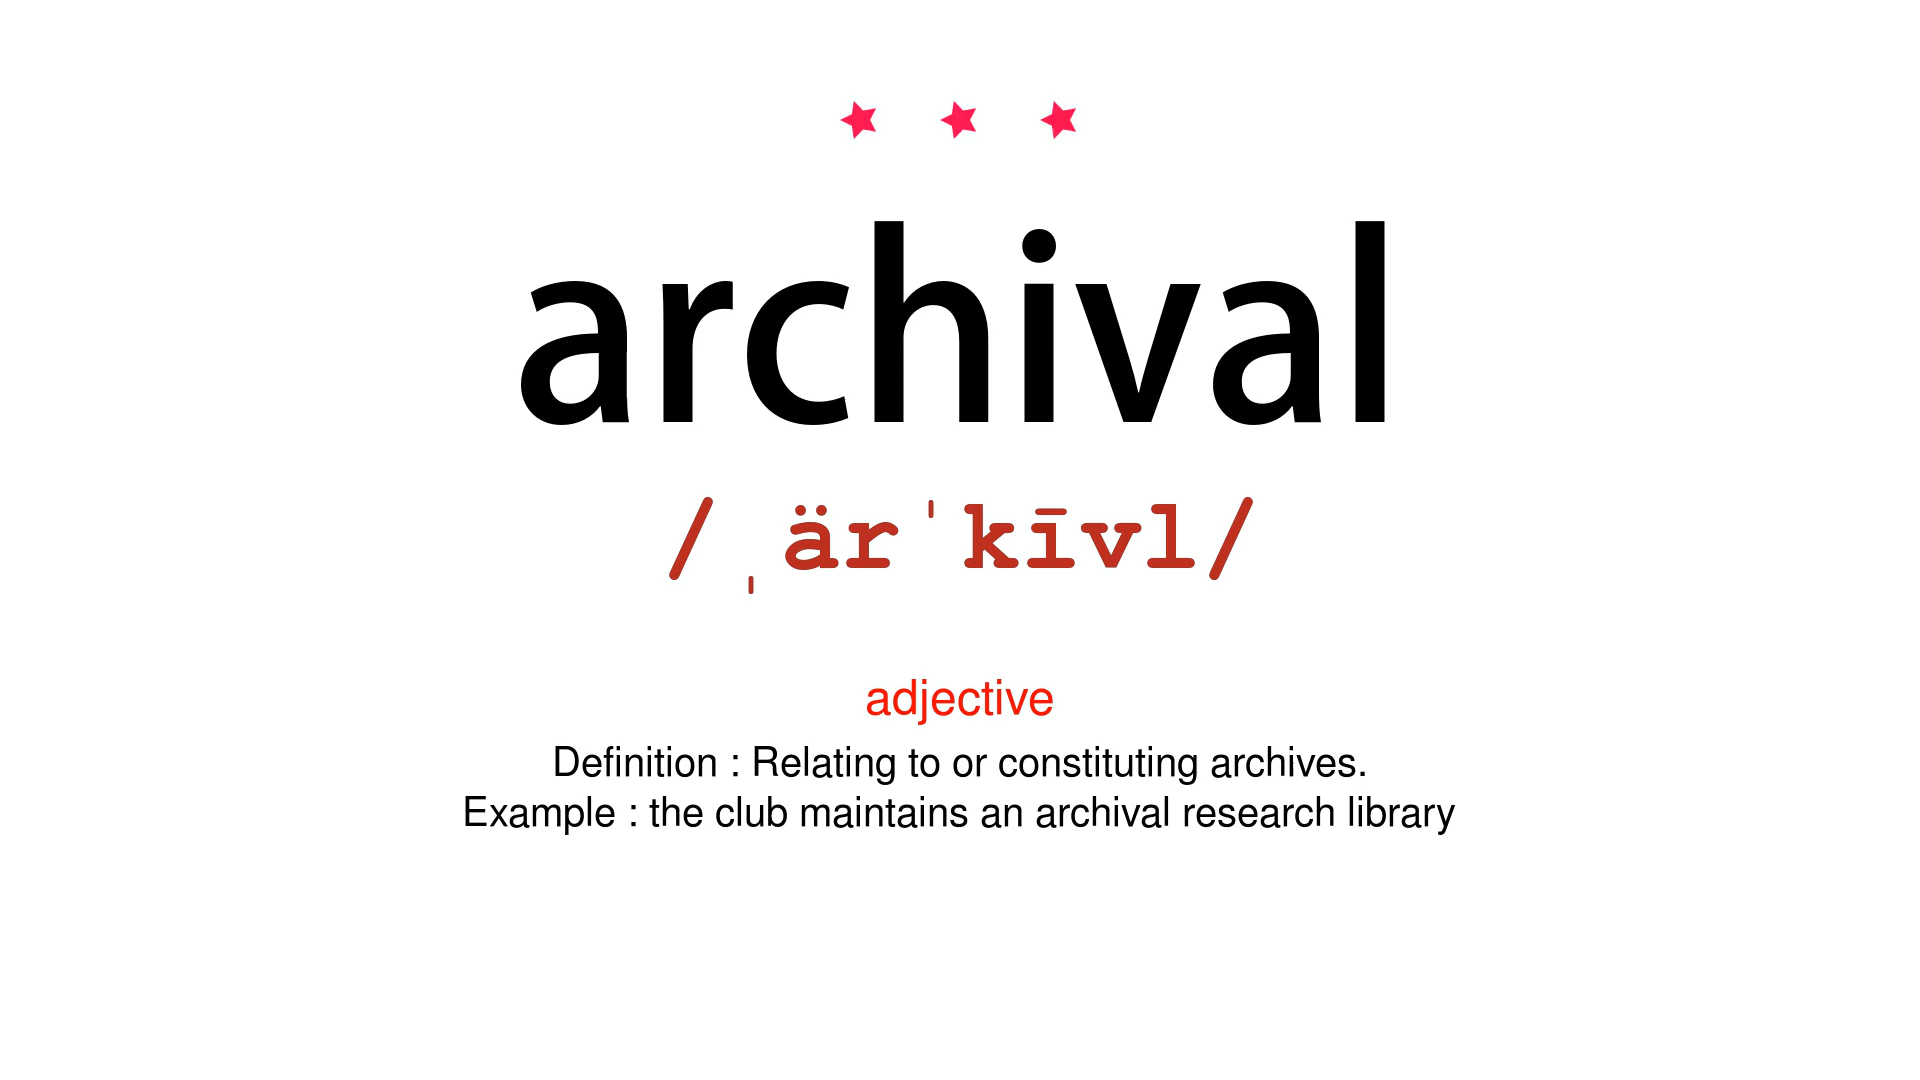 archival
/ˌärˈkīvl/
adjective
Definition : Relating to or constituting archives.
Example : the club maintains an archival research library